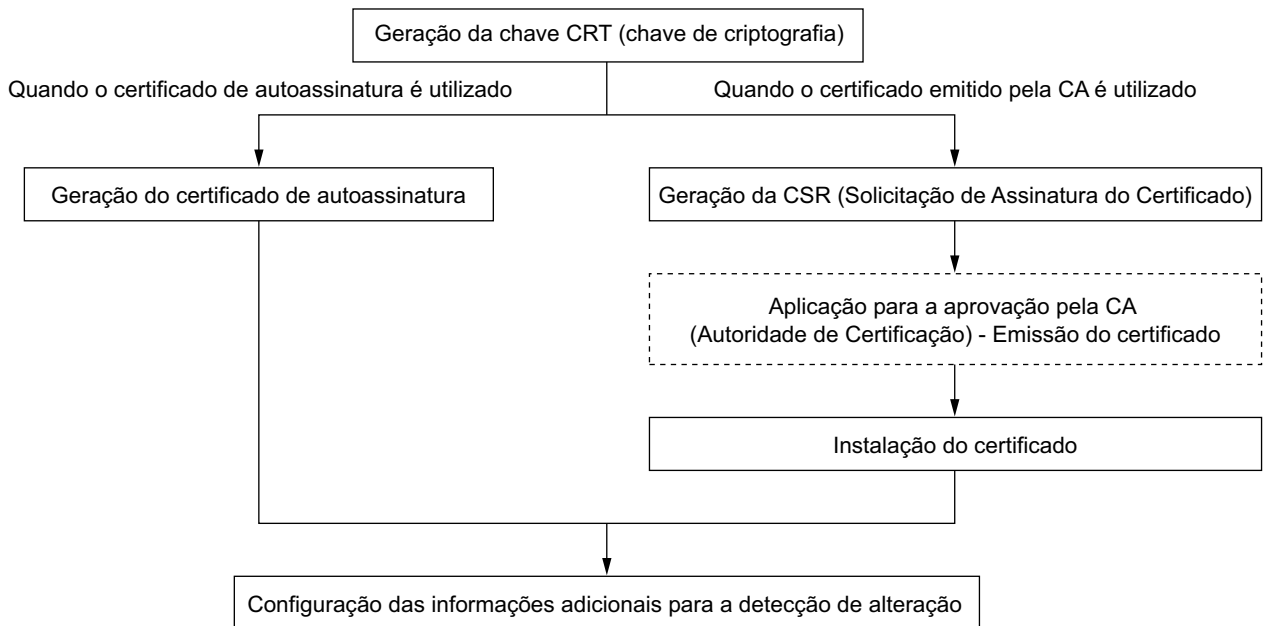 Geração da chave CRT (chave de criptografia)
Quando o certificado de autoassinatura é utilizado
Quando o certificado emitido pela CA é utilizado
Geração do certificado de autoassinatura
Geração da CSR (Solicitação de Assinatura do Certificado)
Aplicação para a aprovação pela CA
(Autoridade de Certificação) - Emissão do certificado
Instalação do certificado
Configuração das informações adicionais para a detecção de alteração